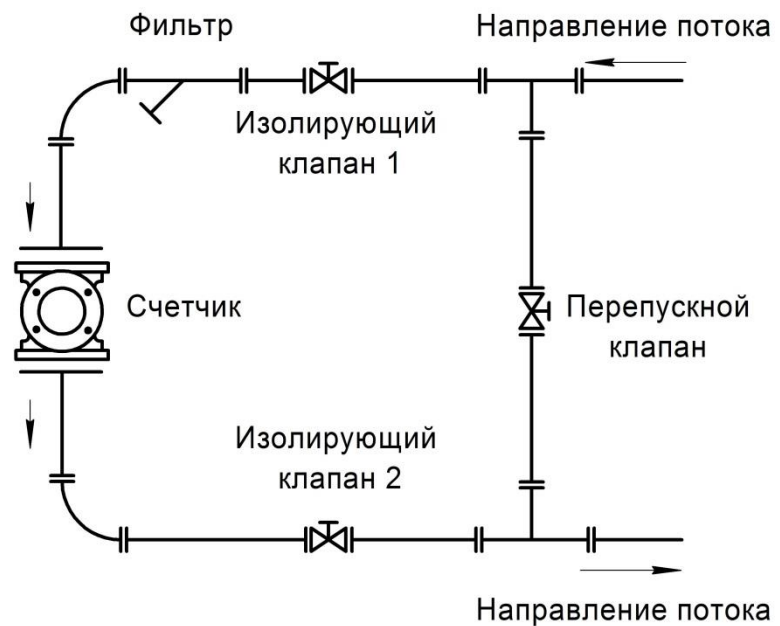 Фильтр
Направление потока
Изолирующий
клапан 1
Счетчик
Перепускной
клапан
Изолирующий
клапан 2
Направление потока